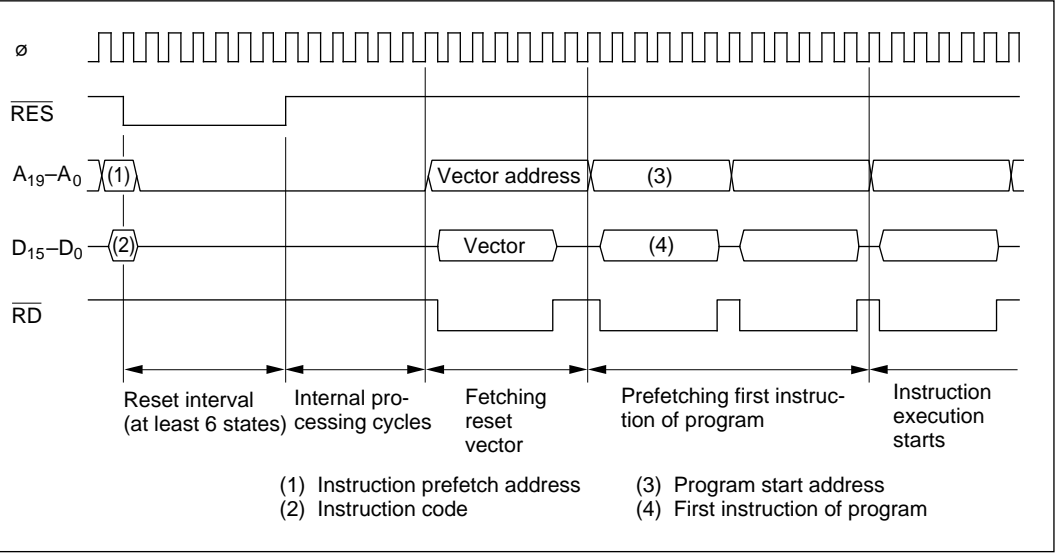 ø
RES
A19–A0 (1) Vector address (3)
D15–D0 (2) Vector (4)
RD
Reset interval
(at least 6 states)
Internal pro-
cessing cycles
Fetching
reset
vector
Prefetching first instruc-
tion of program
Instruction
execution
starts
(1) Instruction prefetch address
(2) Instruction code
(3) Program start address
(4) First instruction of program